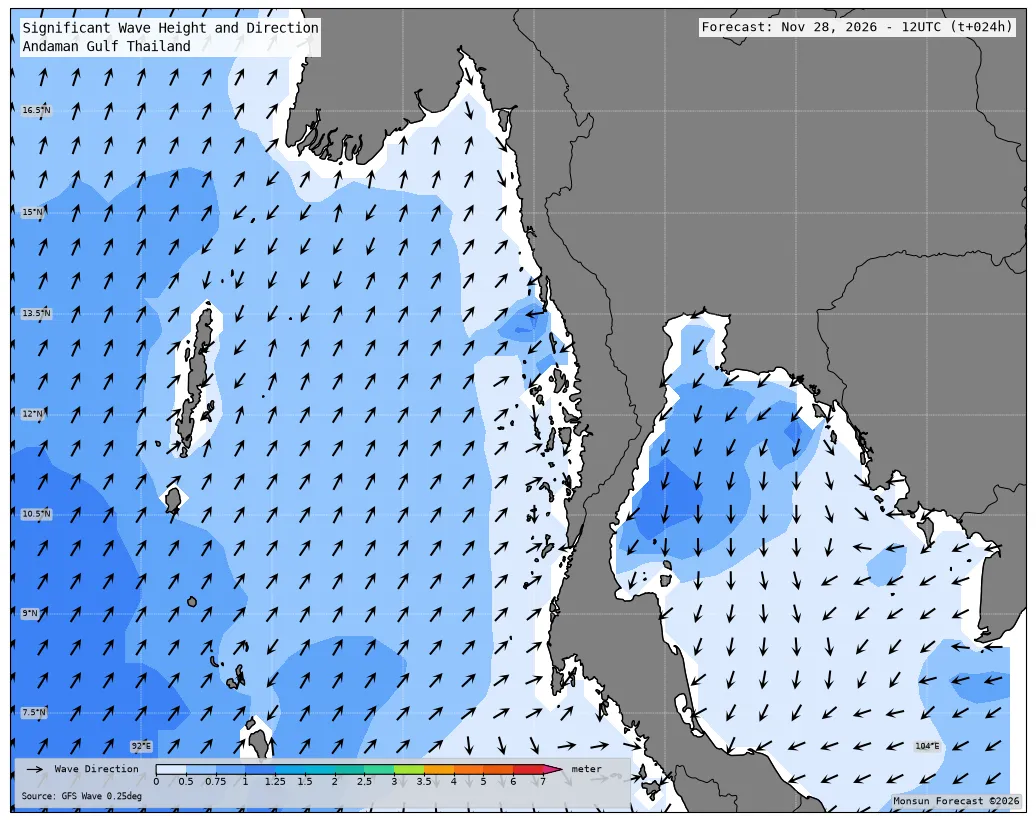 Significant Wave Height and Direction
Andaman Gulf Thailand
Forecast: Nov 28, 2026 - 12UTC (t+024h)
16.5°N
15°N
13.5°N
12°N
10.5°N
9°N
7.5°N
92°E
104°E
Wave Direction
0 0.5 0.75 1 1.25 1.5 2 2.5 3 3.5 4 5 6 7
meter
Source: GFS Wave 0.25deg
Monsun Forecast ©2026